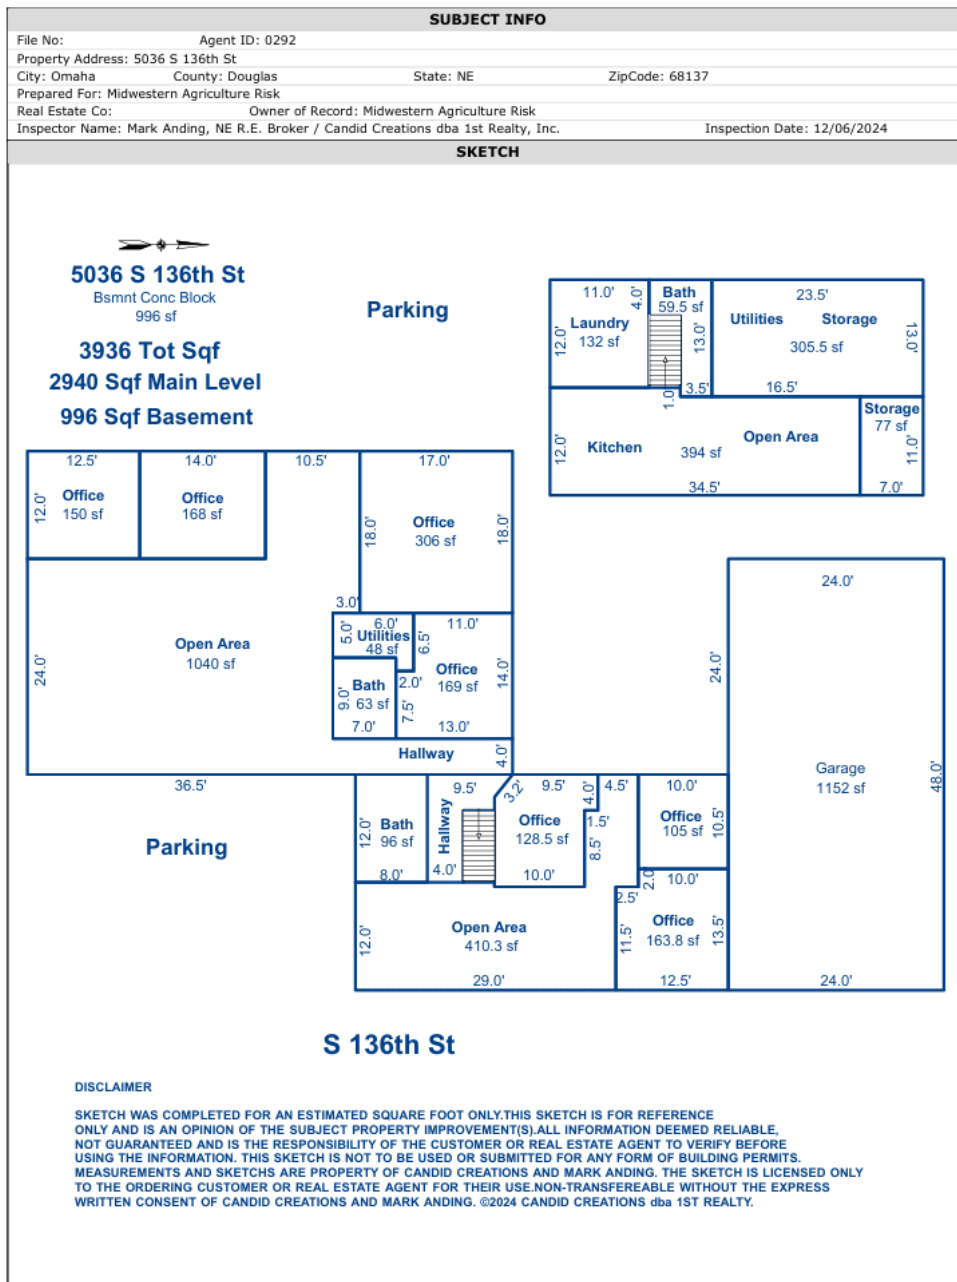 SUBJECT INFO
File No: Agent ID: 0292
Property Address: 5036 S 136th St
City: Omaha County: Douglas State: NE ZipCode: 68137
Prepared For: Midwestern Agriculture Risk
Real Estate Co: Owner of Record: Midwestern Agriculture Risk
Inspector Name: Mark Anding, NE R.E. Broker / Candid Creations dba 1st Realty, Inc. Inspection Date: 12/06/2024
SKETCH
5036 S 136th St
Bsmnt Conc Block
996 sf
3936 Tot Sqf
2940 Sqf Main Level
996 Sqf Basement
Parking
11.0'
4.0'
Bath
59.5 sf
23.5'
Laundry
132 sf
12.0'
13.0'
Utilities
Storage
305.5 sf
13.0'
1.0'
3.5'
16.5'
12.0'
Kitchen
394 sf
Open Area
34.5'
Storage
77 sf
11.0'
7.0'
12.5'
14.0'
10.5'
17.0'
12.0'
Office
150 sf
Office
168 sf
18.0'
Office
306 sf
18.0'
3.0'
5.0'
6.0'
Utilities
48 sf
6.5'
11.0'
24.0'
Open Area
1040 sf
Office
169 sf
14.0'
9.0'
Bath
63 sf
2.0'
7.5'
7.0'
13.0'
Hallway
4.0'
36.5'
24.0'
24.0'
Garage
1152 sf
48.0'
24.0'
Parking
12.0'
Bath
96 sf
8.0'
Hallway
9.5'
4.0'
3.2'
9.5'
4.0'
4.5'
Office
128.5 sf
1.5'
8.5'
10.0'
10.0'
Office
105 sf
10.5'
2.0
10.0'
2.5'
12.0'
Open Area
410.3 sf
29.0'
11.5'
Office
163.8 sf
13.5'
12.5'
S 136th St
DISCLAIMER
SKETCH WAS COMPLETED FOR AN ESTIMATED SQUARE FOOT ONLY.THIS SKETCH IS FOR REFERENCE
ONLY AND IS AN OPINION OF THE SUBJECT PROPERTY IMPROVEMENT(S).ALL INFORMATION DEEMED RELIABLE,
NOT GUARANTEED AND IS THE RESPONSIBILITY OF THE CUSTOMER OR REAL ESTATE AGENT TO VERIFY BEFORE
USING THE INFORMATION. THIS SKETCH IS NOT TO BE USED OR SUBMITTED FOR ANY FORM OF BUILDING PERMITS.
MEASUREMENTS AND SKETCHS ARE PROPERTY OF CANDID CREATIONS AND MARK ANDING. THE SKETCH IS LICENSED ONLY
TO THE ORDERING CUSTOMER OR REAL ESTATE AGENT FOR THEIR USE.NON-TRANSFEREABLE WITHOUT THE EXPRESS
WRITTEN CONSENT OF CANDID CREATIONS AND MARK ANDING. ©2024 CANDID CREATIONS dba 1ST REALTY.